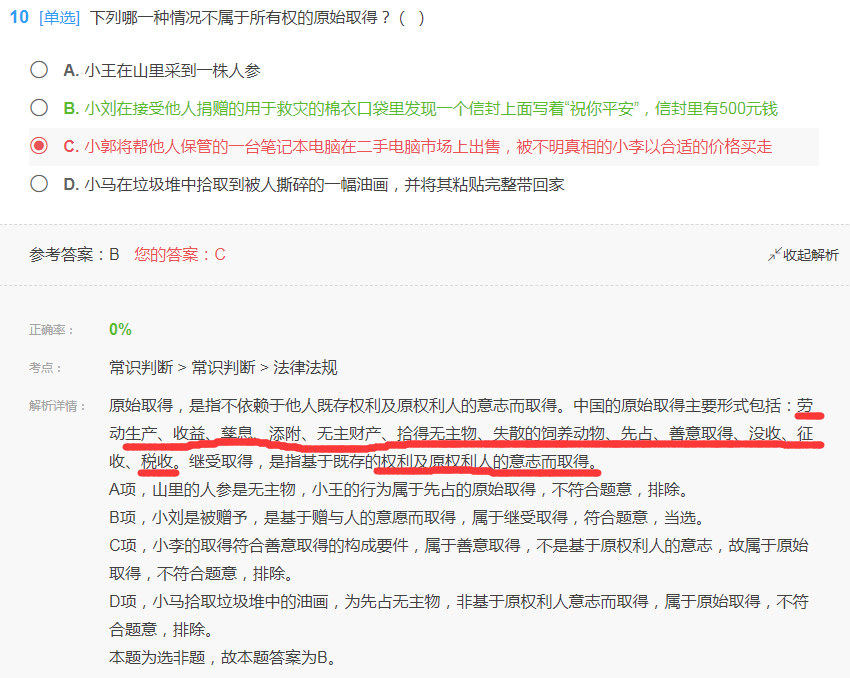 10 [单选] 下列哪一种情况不属于所有权的原始取得？( )
A. 小王在山里采到一株人参
B. 小刘在接受他人捐赠的用于救灾的棉衣口袋里发现一个信封上面写着“祝你平安”，信封里有500元钱
C. 小郭将帮他人保管的一台笔记本电脑在二手电脑市场上出售，被不明真相的小李以合适的价格买走
D. 小马在垃圾堆中拾取到被人撕碎的一幅油画，并将其粘贴完整带回家
参考答案：B 您的答案：C 收起解析
正确率： 0%
考点： 常识判断 > 常识判断 > 法律法规
解析详情： 原始取得，是指不依赖于他人既存权利及原权利人的意志而取得。中国的原始取得主要形式包括：劳
动生产、收益、孳息、添附、无主财产、拾得无主物、失散的饲养动物、先占、善意取得、没收、征
收、税收。继受取得，是指基于既存的权利及原权利人的意志而取得。
A项，山里的人参是无主物，小王的行为属于先占的原始取得，不符合题意，排除。
B项，小刘是被赠予，是基于赠与人的意愿而取得，属于继受取得，符合题意，当选。
C项，小李的取得符合善意取得的构成要件，属于善意取得，不是基于原权利人的意志，故属于原始
取得，不符合题意，排除。
D项，小马拾取垃圾堆中的油画，为先占无主物，非基于原权利人意志而取得，属于原始取得，不符
合题意，排除。
本题为选非题，故本题答案为B。